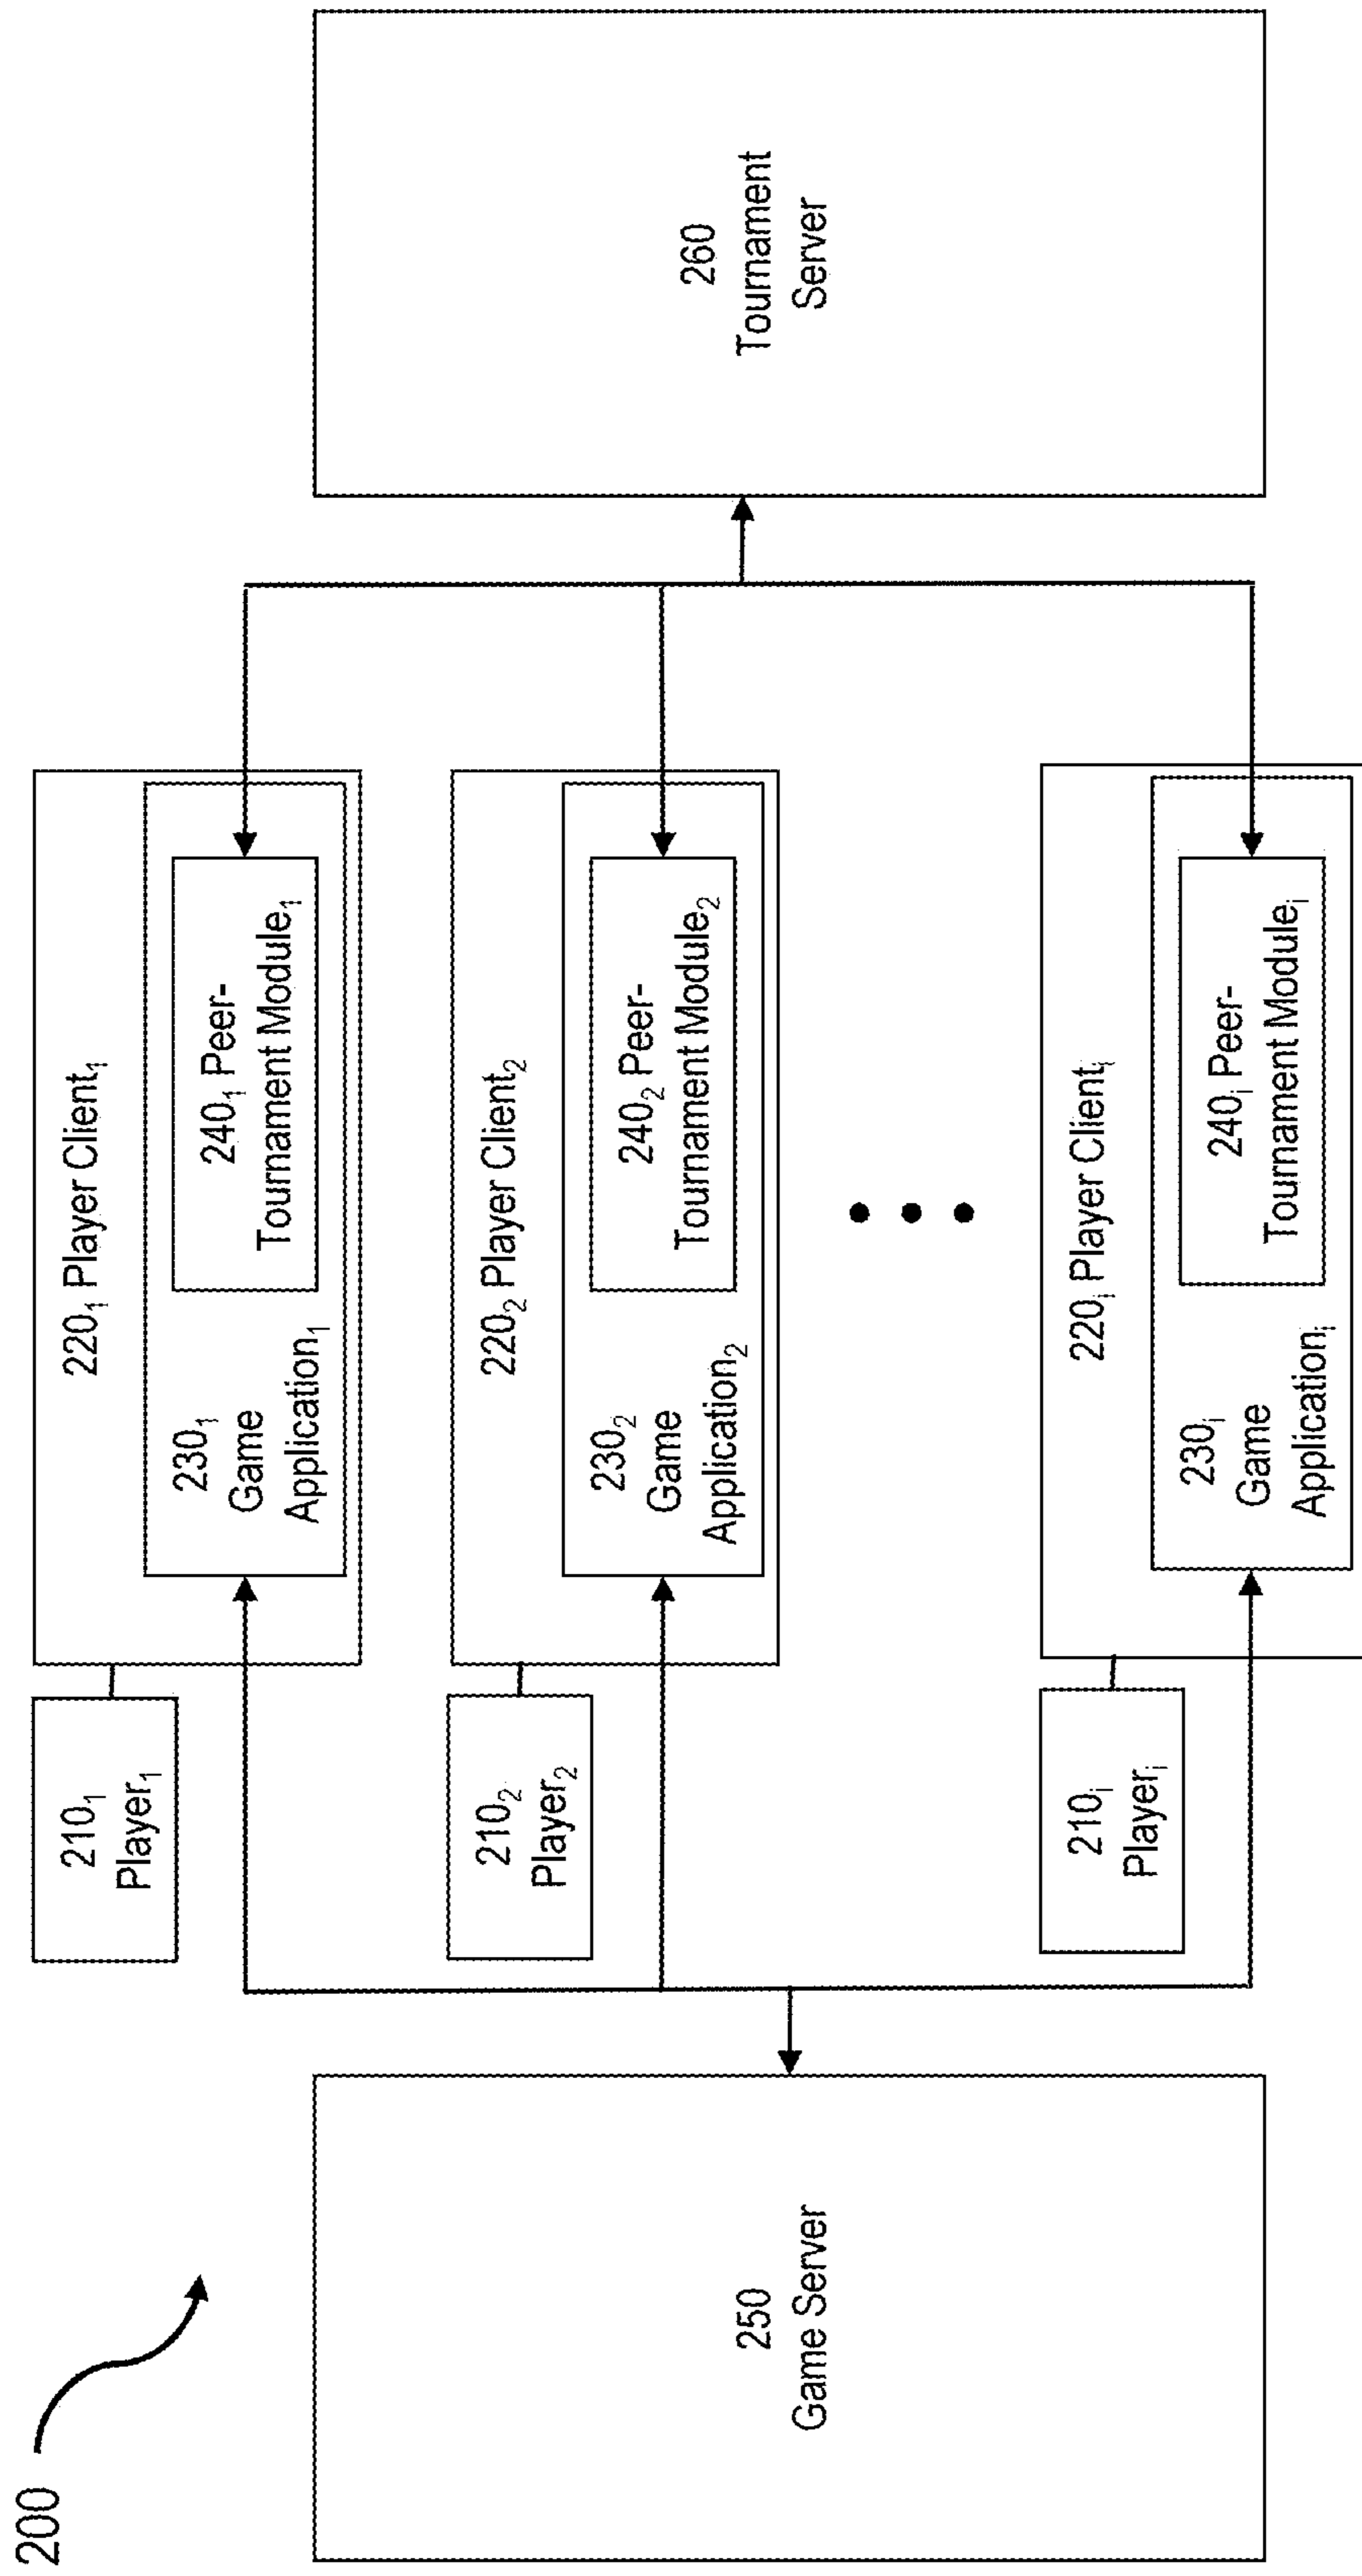 200
210₁
Player₁
220₁ Player Client₁
230₁
Game
Application₁
240₁ Peer-
Tournament Module₁
210₂
Player₂
220₂ Player Client₂
230₂
Game
Application₂
240₂ Peer-
Tournament Module₂
210ᵢ
Playerᵢ
220ᵢ Player Clientᵢ
230ᵢ
Game
Applicationᵢ
240ᵢ Peer-
Tournament Moduleᵢ
250
Game Server
260
Tournament
Server